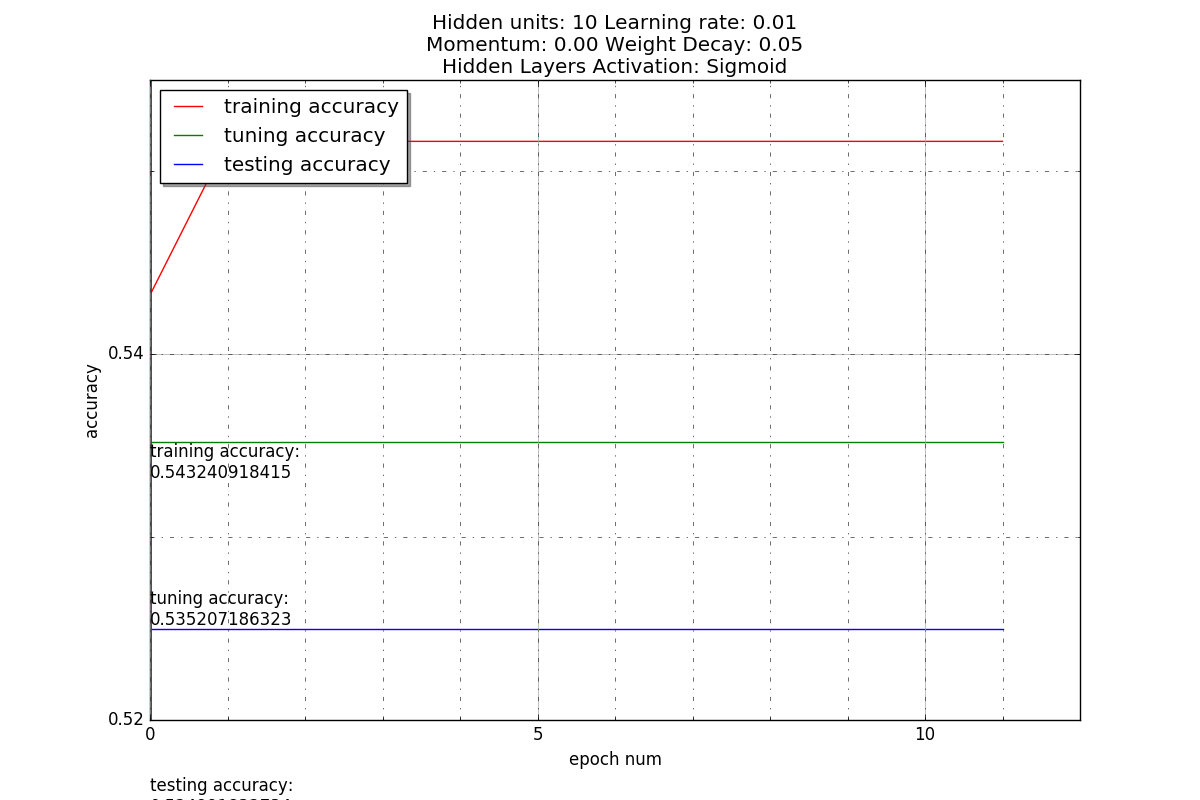 Hidden units: 10 Learning rate: 0.01
Momentum: 0.00 Weight Decay: 0.05
Hidden Layers Activation: Sigmoid
training accuracy
tuning accuracy
testing accuracy
0.54
accuracy
training accuracy:
0.543240918415
tuning accuracy:
0.535207186323
0.52
0 5 10
epoch num
testing accuracy: